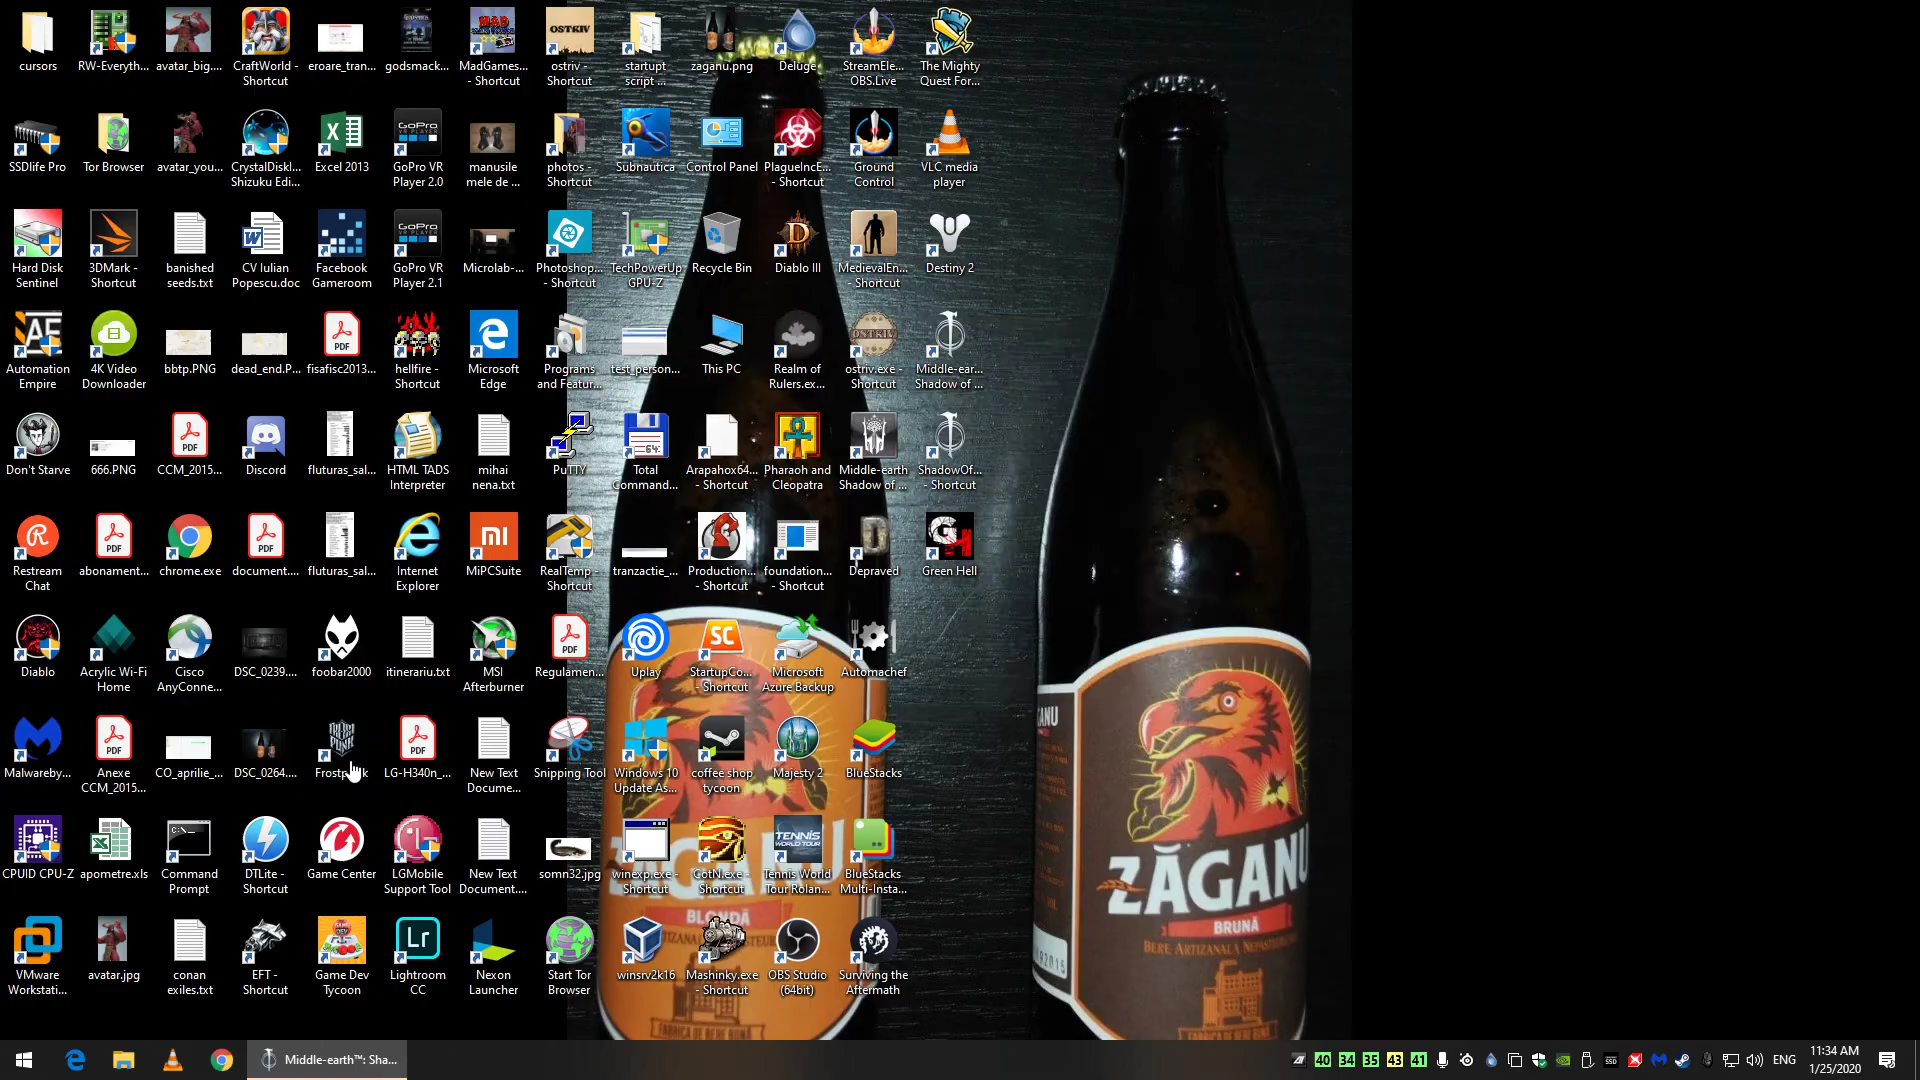 cursors
RW-Everyth...
avatar_big....
CraftWorld -
Shortcut
eroare_tran...
godsmack...
MadGames...
- Shortcut
ostriv -
Shortcut
startupt
script ...
zaganu.png
Deluge
StreamEle...
OBS.Live
The Mighty
Quest For...
SSDlife Pro
Tor Browser
avatar_you...
CrystalDiskI...
Shizuku Edi...
Excel 2013
GoPro VR
Player 2.0
manusile
mele de ...
photos -
Shortcut
Subnautica
Control Panel
PlagueIncE...
- Shortcut
Ground
Control
VLC media
player
Hard Disk
Sentinel
3DMark -
Shortcut
banished
seeds.txt
CV Iulian
Popescu.doc
Facebook
Gameroom
GoPro VR
Player 2.1
Microlab-...
Photoshop...
- Shortcut
TechPowerUp
GPU-Z
Recycle Bin
Diablo III
MedievalEn...
- Shortcut
Destiny 2
Automation
Empire
4K Video
Downloader
bbtp.PNG
dead_end.P...
fisafisc2013...
hellfire -
Shortcut
Microsoft
Edge
Programs
and Featur...
test_person...
This PC
Realm of
Rulers.ex...
ostriv.exe -
Shortcut
Middle-ear...
Shadow of ...
Don't Starve
666.PNG
CCM_2015...
Discord
fluturas_sal...
HTML TADS
Interpreter
mihai
nena.txt
PuTTY
Total
Command...
Arapahox64...
- Shortcut
Pharaoh and
Cleopatra
Middle-earth
Shadow of ...
ShadowOf...
- Shortcut
Restream
Chat
abonament...
chrome.exe
document....
fluturas_sal...
Internet
Explorer
MiPCSuite
RealTemp -
Shortcut
tranzactie_...
Production...
- Shortcut
foundation...
- Shortcut
Depraved
Green Hell
Diablo
Acrylic Wi-Fi
Home
Cisco
AnyConne...
DSC_0239....
foobar2000
itinerariu.txt
MSI
Afterburner
Regulamen...
Uplay
StartupCo...
- Shortcut
Microsoft
Azure Backup
Automachef
Malwareby...
Anexe
CCM_2015...
CO_aprilie_...
DSC_0264....
LG-H340n_...
New Text
Docume...
Snipping Tool
Windows 10
Update As...
coffee shop
tycoon
Majesty 2
BlueStacks
CPUID CPU-Z
apometre.xls
Command
Prompt
DTLite -
Shortcut
Game Center
LGMobile
Support Tool
New Text
Document....
somn32.jpg
winexp.exe -
Shortcut
CotN.exe -
Shortcut
Tennis World
Tour Rolan...
BlueStacks
Multi-Insta...
VMware
Workstati...
avatar.jpg
conan
exiles.txt
EFT -
Shortcut
Game Dev
Tycoon
Lightroom
CC
Nexon
Launcher
Start Tor
Browser
winsrv2k16
Mashinky.exe
- Shortcut
OBS Studio
(64bit)
Surviving the
Aftermath
ZĂGANU
BLONDĂ
ZĂGANU
BRUNĂ
BERE ARTIZANALĂ NEPASTEURIZATĂ
FABRICA DE BERE BUNĂ
Middle-earth™: Sha...
40 34 35 43 41
ENG
11:34 AM
1/25/2020